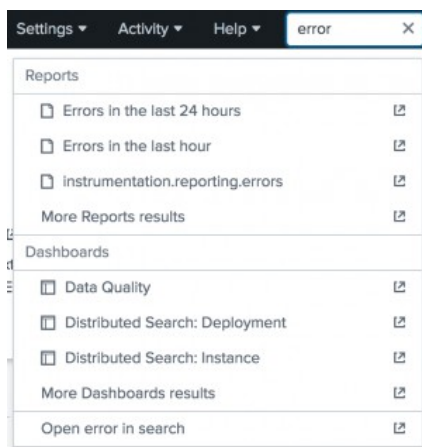 Settings Activity Help error
Reports
Errors in the last 24 hours
Errors in the last hour
instrumentation.reporting.errors
More Reports results
Dashboards
Data Quality
Distributed Search: Deployment
Distributed Search: Instance
More Dashboards results
Open error in search